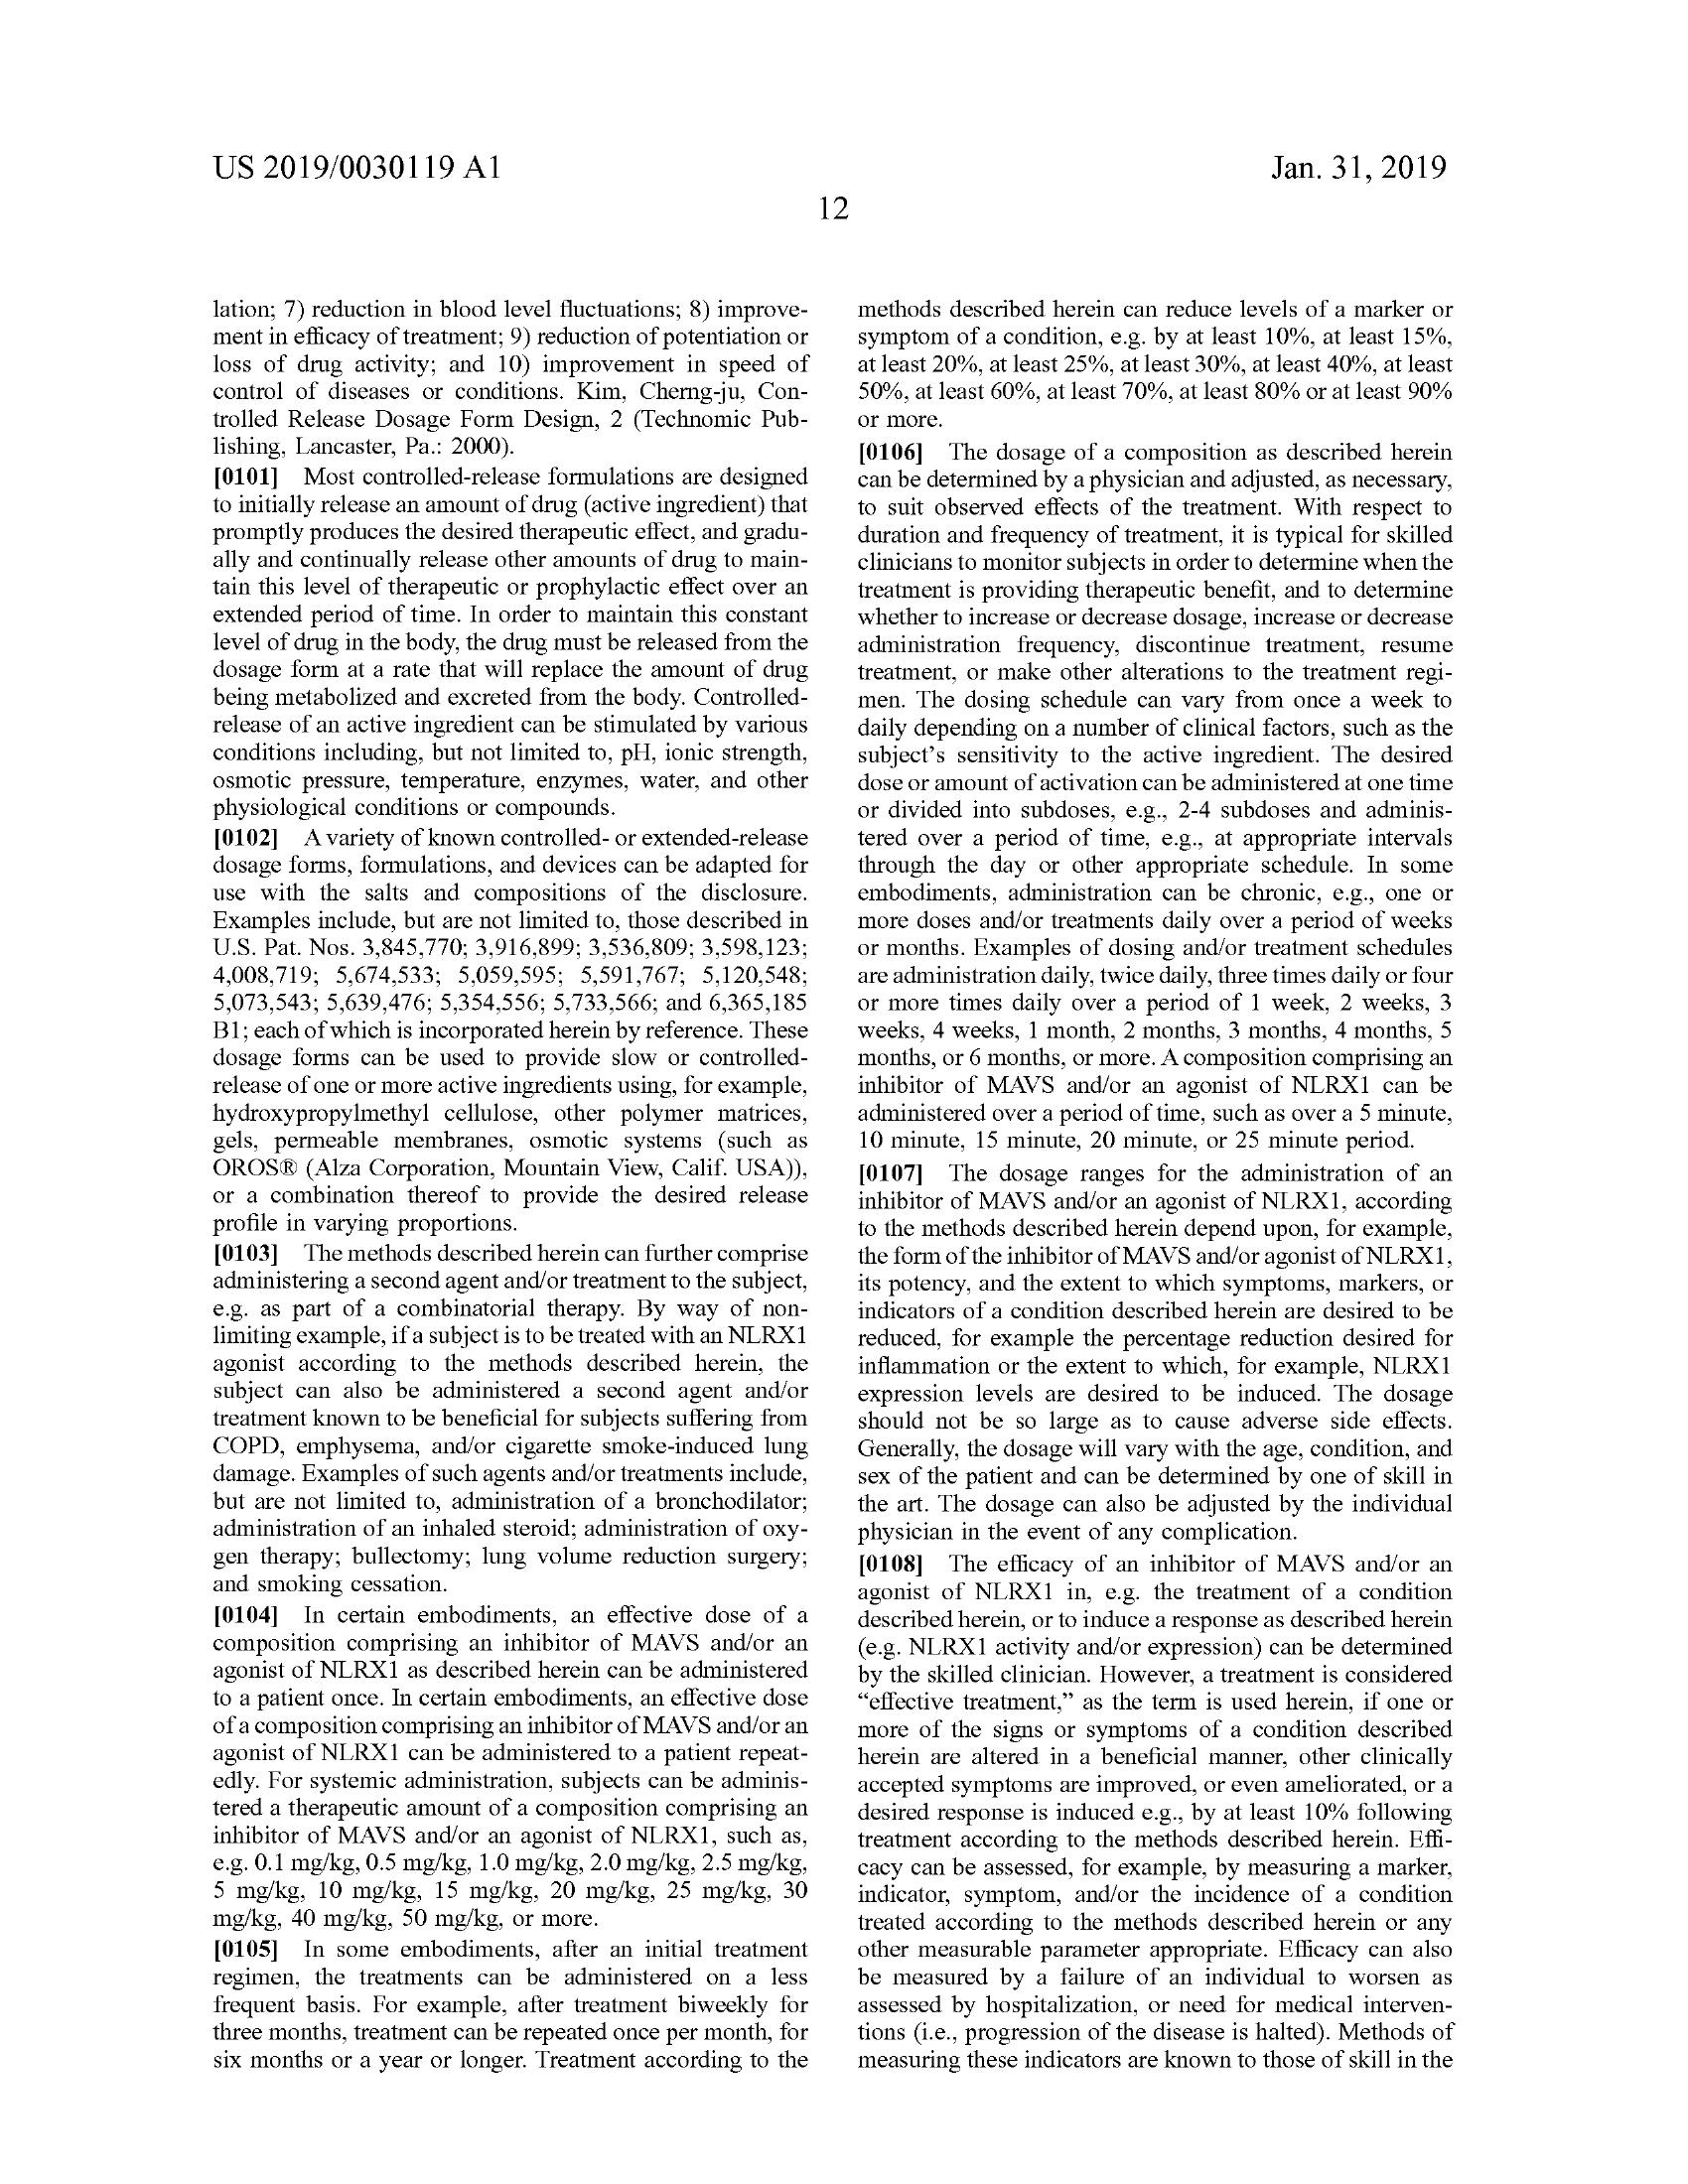 US 2019/0030119 A1
Jan. 31, 2019
12
lation; 7) reduction in blood level fluctuations; 8) improve-
ment in efficacy of treatment; 9) reduction of potentiation or
loss of drug activity; and 10) improvement in speed of
control of diseases or conditions. Kim, Cherng-ju, Con-
trolled Release Dosage Form Design, 2 (Technomic Pub-
lishing, Lancaster, Pa.: 2000).
[0101] Most controlled-release formulations are designed
to initially release an amount of drug (active ingredient) that
promptly produces the desired therapeutic effect, and gradu-
ally and continually release other amounts of drug to main-
tain this level of therapeutic or prophylactic effect over an
extended period of time. In order to maintain this constant
level of drug in the body, the drug must be released from the
dosage form at a rate that will replace the amount of drug
being metabolized and excreted from the body. Controlled-
release of an active ingredient can be stimulated by various
conditions including, but not limited to, pH, ionic strength,
osmotic pressure, temperature, enzymes, water, and other
physiological conditions or compounds.
[0102] A variety of known controlled- or extended-release
dosage forms, formulations, and devices can be adapted for
use with the salts and compositions of the disclosure.
Examples include, but are not limited to, those described in
U.S. Pat. Nos. 3,845,770; 3,916,899; 3,536,809; 3,598,123;
4,008,719; 5,674,533; 5,059,595; 5,591,767; 5,120,548;
5,073,543; 5,639,476; 5,354,556; 5,733,566; and 6,365,185
B1; each of which is incorporated herein by reference. These
dosage forms can be used to provide slow or controlled-
release of one or more active ingredients using, for example,
hydroxypropylmethyl cellulose, other polymer matrices,
gels, permeable membranes, osmotic systems (such as
OROS® (Alza Corporation, Mountain View, Calif. USA)),
or a combination thereof to provide the desired release
profile in varying proportions.
[0103] The methods described herein can further comprise
administering a second agent and/or treatment to the subject,
e.g. as part of a combinatorial therapy. By way of non-
limiting example, if a subject is to be treated with an NLRX1
agonist according to the methods described herein, the
subject can also be administered a second agent and/or
treatment known to be beneficial for subjects suffering from
COPD, emphysema, and/or cigarette smoke-induced lung
damage. Examples of such agents and/or treatments include,
but are not limited to, administration of a bronchodilator;
administration of an inhaled steroid; administration of oxy-
gen therapy; bullectomy; lung volume reduction surgery;
and smoking cessation.
[0104] In certain embodiments, an effective dose of a
composition comprising an inhibitor of MAVS and/or an
agonist of NLRX1 as described herein can be administered
to a patient once. In certain embodiments, an effective dose
of a composition comprising an inhibitor of MAVS and/or an
agonist of NLRX1 can be administered to a patient repeat-
edly. For systemic administration, subjects can be adminis-
tered a therapeutic amount of a composition comprising an
inhibitor of MAVS and/or an agonist of NLRX1, such as,
e.g. 0.1 mg/kg, 0.5 mg/kg, 1.0 mg/kg, 2.0 mg/kg, 2.5 mg/kg,
5 mg/kg, 10 mg/kg, 15 mg/kg, 20 mg/kg, 25 mg/kg, 30
mg/kg, 40 mg/kg, 50 mg/kg, or more.
[0105] In some embodiments, after an initial treatment
regimen, the treatments can be administered on a less
frequent basis. For example, after treatment biweekly for
three months, treatment can be repeated once per month, for
six months or a year or longer. Treatment according to the
methods described herein can reduce levels of a marker or
symptom of a condition, e.g. by at least 10%, at least 15%,
at least 20%, at least 25%, at least 30%, at least 40%, at least
50%, at least 60%, at least 70%, at least 80% or at least 90%
or more.
[0106] The dosage of a composition as described herein
can be determined by a physician and adjusted, as necessary,
to suit observed effects of the treatment. With respect to
duration and frequency of treatment, it is typical for skilled
clinicians to monitor subjects in order to determine when the
treatment is providing therapeutic benefit, and to determine
whether to increase or decrease dosage, increase or decrease
administration frequency, discontinue treatment, resume
treatment, or make other alterations to the treatment regi-
men. The dosing schedule can vary from once a week to
daily depending on a number of clinical factors, such as the
subject's sensitivity to the active ingredient. The desired
dose or amount of activation can be administered at one time
or divided into subdoses, e.g., 2-4 subdoses and adminis-
tered over a period of time, e.g., at appropriate intervals
through the day or other appropriate schedule. In some
embodiments, administration can be chronic, e.g., one or
more doses and/or treatments daily over a period of weeks
or months. Examples of dosing and/or treatment schedules
are administration daily, twice daily, three times daily or four
or more times daily over a period of 1 week, 2 weeks, 3
weeks, 4 weeks, 1 month, 2 months, 3 months, 4 months, 5
months, or 6 months, or more. A composition comprising an
inhibitor of MAVS and/or an agonist of NLRX1 can be
administered over a period of time, such as over a 5 minute,
10 minute, 15 minute, 20 minute, or 25 minute period.
[0107] The dosage ranges for the administration of an
inhibitor of MAVS and/or an agonist of NLRX1, according
to the methods described herein depend upon, for example,
the form of the inhibitor of MAVS and/or agonist of NLRX1,
its potency, and the extent to which symptoms, markers, or
indicators of a condition described herein are desired to be
reduced, for example the percentage reduction desired for
inflammation or the extent to which, for example, NLRX1
expression levels are desired to be induced. The dosage
should not be so large as to cause adverse side effects.
Generally, the dosage will vary with the age, condition, and
sex of the patient and can be determined by one of skill in
the art. The dosage can also be adjusted by the individual
physician in the event of any complication.
[0108] The efficacy of an inhibitor of MAVS and/or an
agonist of NLRX1 in, e.g. the treatment of a condition
described herein, or to induce a response as described herein
(e.g. NLRX1 activity and/or expression) can be determined
by the skilled clinician. However, a treatment is considered
“effective treatment,” as the term is used herein, if one or
more of the signs or symptoms of a condition described
herein are altered in a beneficial manner, other clinically
accepted symptoms are improved, or even ameliorated, or a
desired response is induced e.g., by at least 10% following
treatment according to the methods described herein. Effi-
cacy can be assessed, for example, by measuring a marker,
indicator, symptom, and/or the incidence of a condition
treated according to the methods described herein or any
other measurable parameter appropriate. Efficacy can also
be measured by a failure of an individual to worsen as
assessed by hospitalization, or need for medical interven-
tions (i.e., progression of the disease is halted). Methods of
measuring these indicators are known to those of skill in the